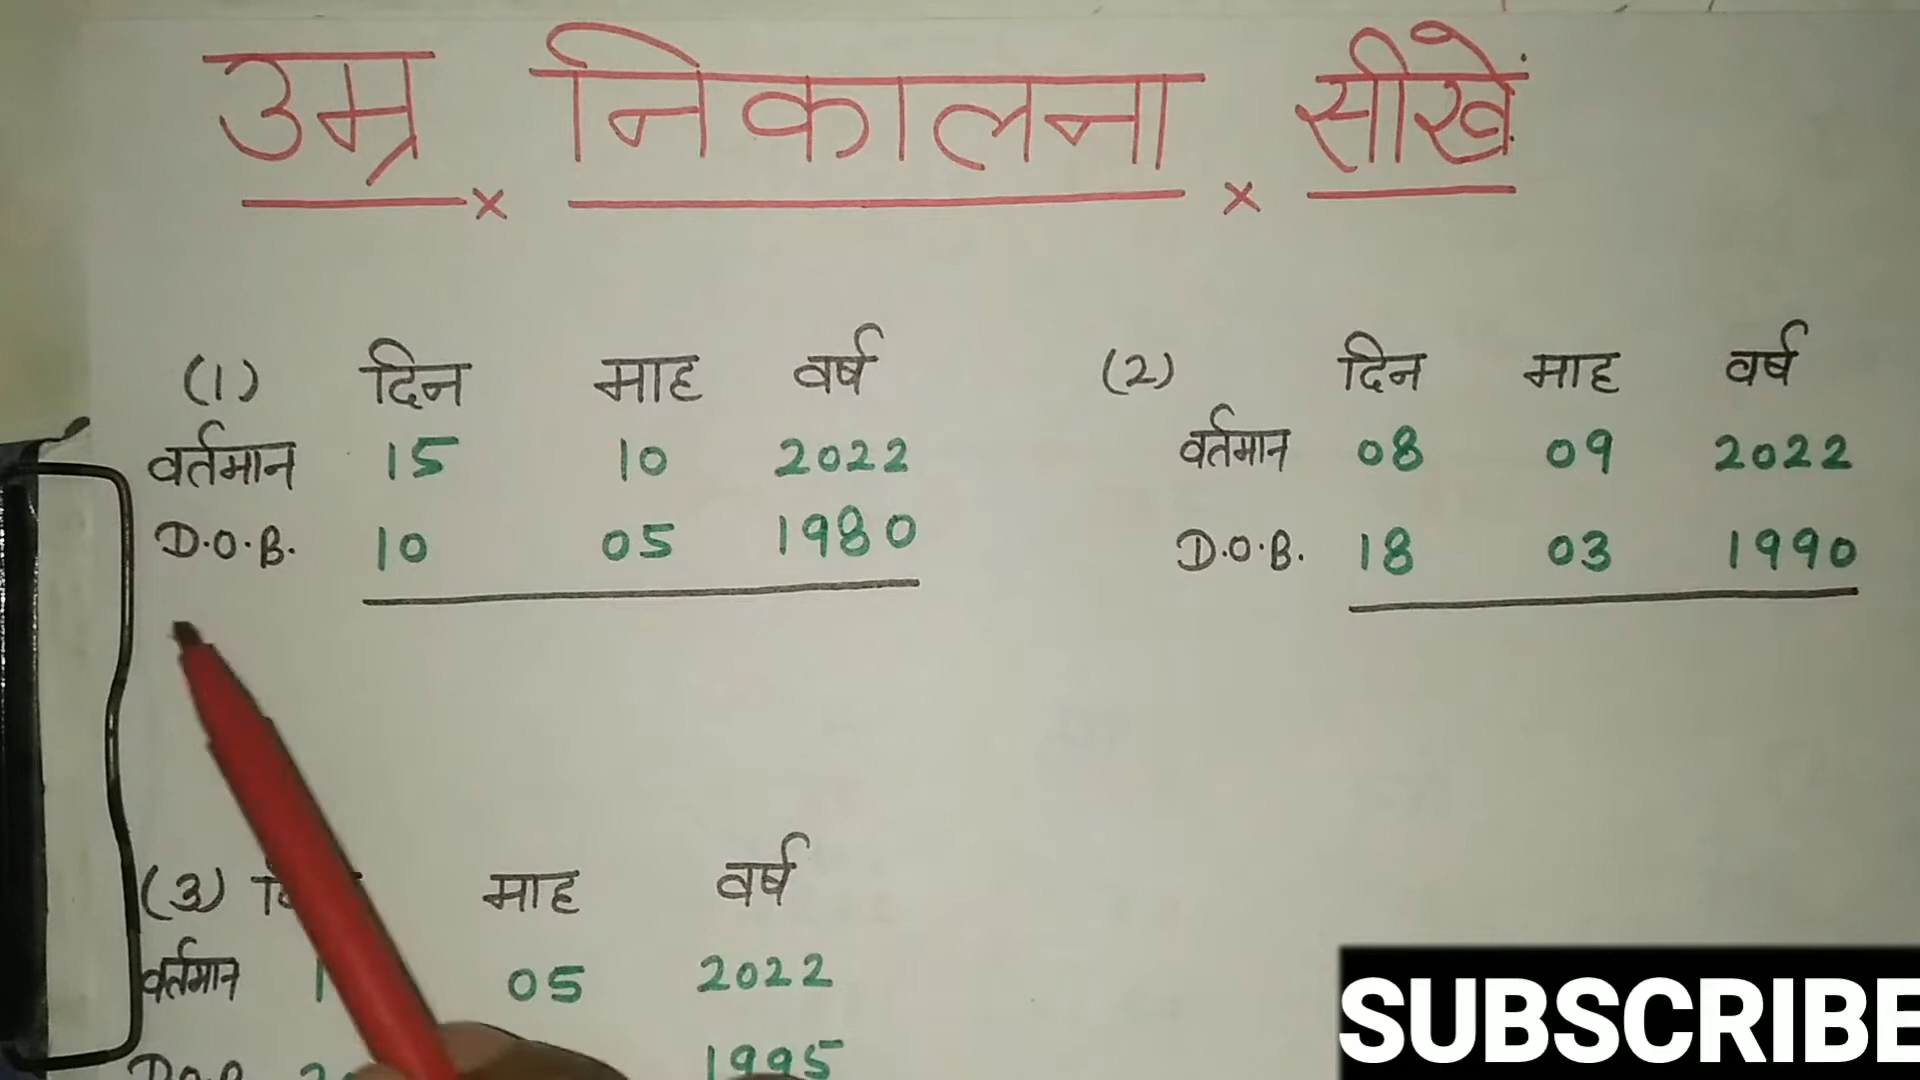 उम्र निकालना सीखें
(1) दिन माह वर्ष
वर्तमान 15 10 2022
D.O.B. 10 05 1980
(2) दिन माह वर्ष
वर्तमान 08 09 2022
D.O.B. 18 03 1990
(3) माह वर्ष
वर्तमान 05 2022
D.O.B. 1995
SUBSCRIBE